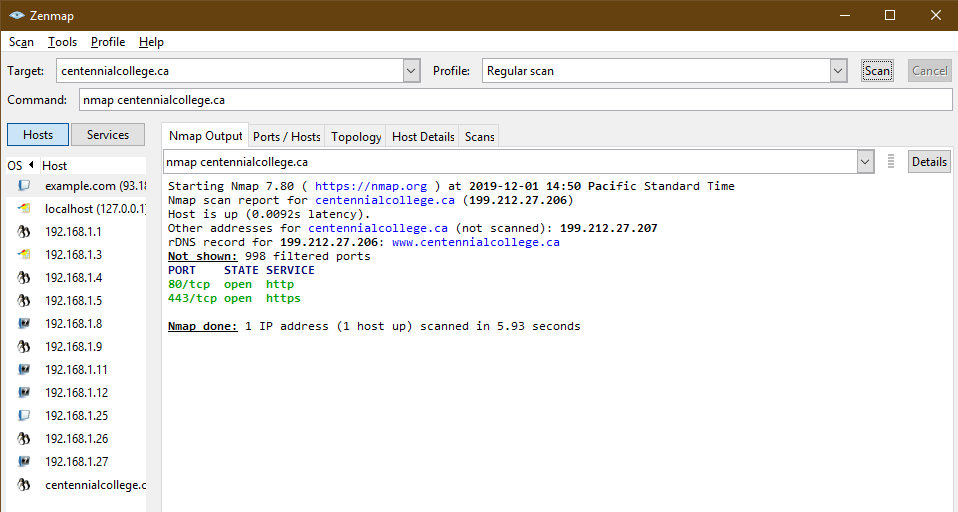 Zenmap
Scan Tools Profile Help
Target: centennialcollege.ca Profile: Regular scan Scan Cancel
Command: nmap centennialcollege.ca
Hosts Services
OS Host
example.com (93.18
localhost (127.0.0.1)
192.168.1.1
192.168.1.3
192.168.1.4
192.168.1.5
192.168.1.8
192.168.1.9
192.168.1.11
192.168.1.12
192.168.1.25
192.168.1.26
192.168.1.27
centennialcollege.c
Nmap Output Ports / Hosts Topology Host Details Scans
nmap centennialcollege.ca Details
Starting Nmap 7.80 ( https://nmap.org ) at 2019-12-01 14:50 Pacific Standard Time
Nmap scan report for centennialcollege.ca (199.212.27.206)
Host is up (0.0092s latency).
Other addresses for centennialcollege.ca (not scanned): 199.212.27.207
rDNS record for 199.212.27.206: www.centennialcollege.ca
Not shown: 998 filtered ports
PORT STATE SERVICE
80/tcp open http
443/tcp open https
Nmap done: 1 IP address (1 host up) scanned in 5.93 seconds